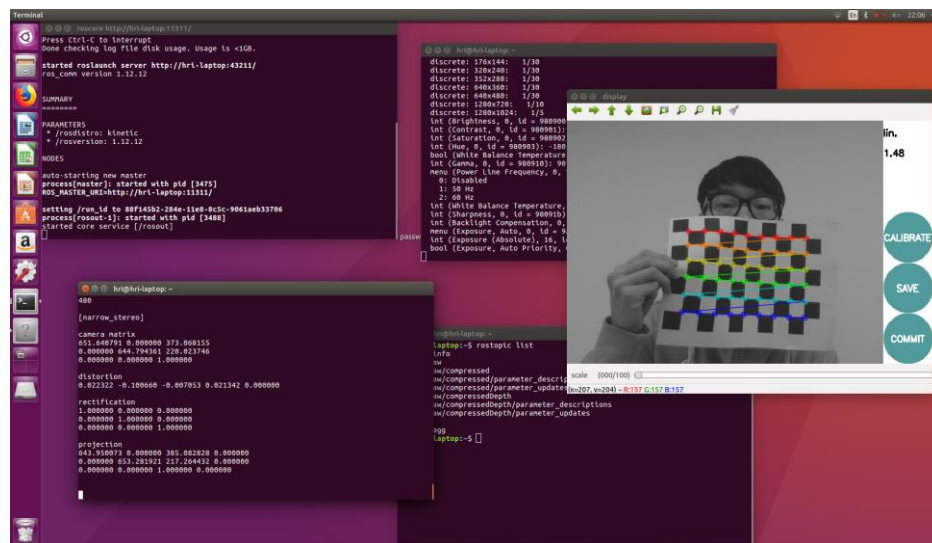 Terminal
En
22:06
roscore http://hri-laptop:11311/
Press Ctrl-C to interrupt
Done checking log file disk usage. Usage is <1GB.
started roslaunch server http://hri-laptop:43211/
ros_comm version 1.12.12
SUMMARY
========
PARAMETERS
* /rosdistro: kinetic
* /rosversion: 1.12.12
NODES
auto-starting new master
process[master]: started with pid [3475]
ROS_MASTER_URI=http://hri-laptop:11311/
setting /run_id to 88f145b2-284e-11e8-8c5c-9061aeb33706
process[rosout-1]: started with pid [3488]
started core service [/rosout]
passw
hri@hri-laptop: ~
discrete: 176x144: 1/30
discrete: 320x240: 1/30
discrete: 352x288: 1/30
discrete: 640x360: 1/30
discrete: 640x480: 1/30
discrete: 1280x720: 1/10
discrete: 1280x1024: 1/5
int (Brightness, 0, id = 980900
int (Contrast, 0, id = 980901):
int (Saturation, 0, id = 980902
int (Hue, 0, id = 980903): -180
bool (White Balance Temperature
int (Gamma, 0, id = 980910): 90
menu (Power Line Frequency, 0,
0: Disabled
1: 50 Hz
2: 60 Hz
int (White Balance Temperature,
int (Sharpness, 0, id = 98091b)
int (Backlight Compensation, 0,
menu (Exposure, Auto, 0, id = 9
int (Exposure (Absolute), 16, i
bool (Exposure, Auto Priority,
display
lin.
1.48
CALIBRATE
SAVE
COMMIT
scale (000/100)
(x=207, y=204) ~ R:157 G:157 B:157
hri@hri-laptop: ~
480
[narrow_stereo]
camera matrix
651.640791 0.000000 373.060155
0.000000 644.794361 220.023746
0.000000 0.000000 1.000000
distortion
0.022322 -0.100660 -0.007053 0.021342 0.000000
rectification
1.000000 0.000000 0.000000
0.000000 1.000000 0.000000
0.000000 0.000000 1.000000
projection
643.950073 0.000000 385.082828 0.000000
0.000000 653.281921 217.264432 0.000000
0.000000 0.000000 1.000000 0.000000
hri@hri-laptop: ~
laptop:~$ rostopic list
info
aw
aw/compressed
aw/compressed/parameter_descrip
aw/compressed/parameter_updates
aw/compressedDepth
aw/compressedDepth/parameter_descriptions
aw/compressedDepth/parameter_updates
agg
laptop:~$